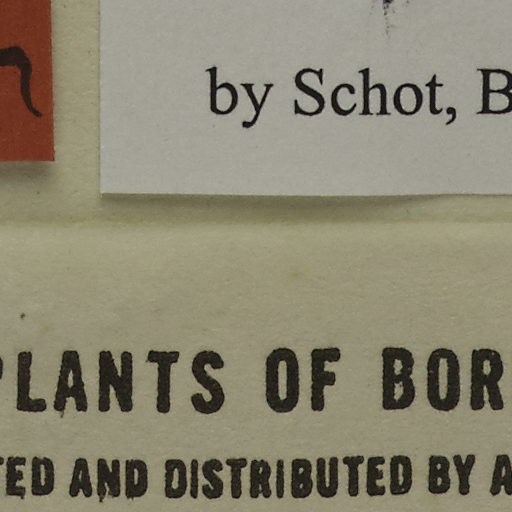 by Schot, B
PLANTS OF BOR
TED AND DISTRIBUTED BY A